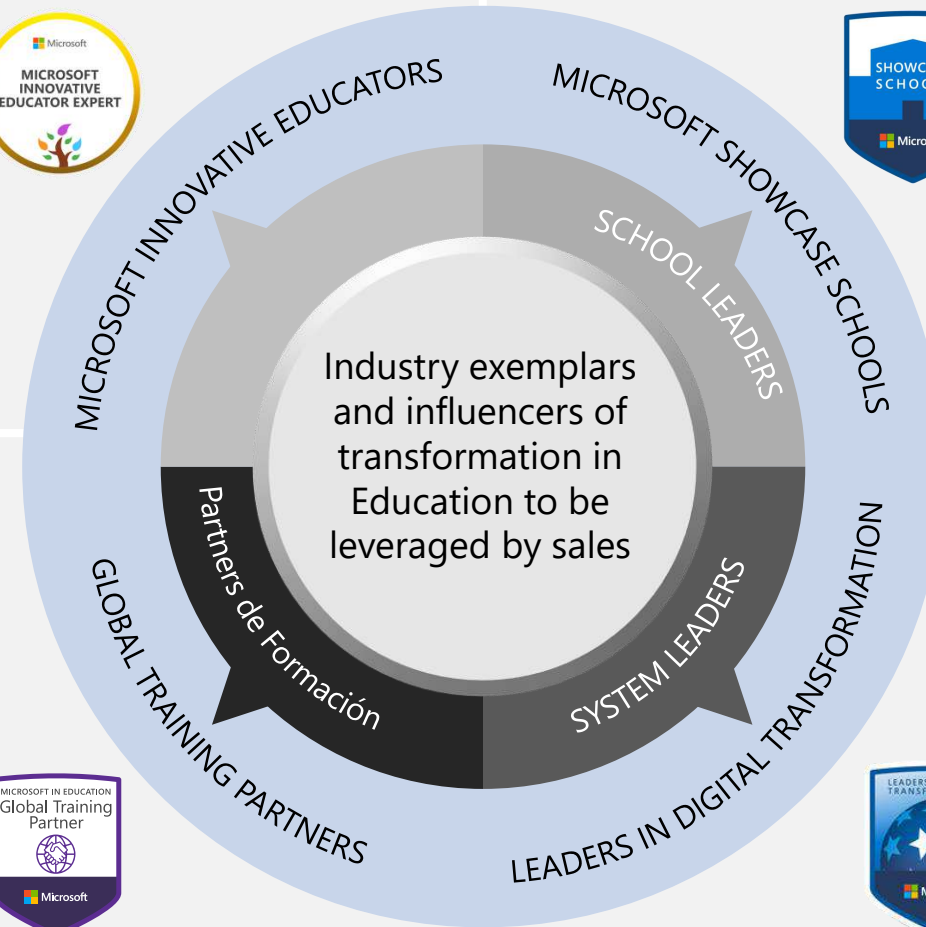 Microsoft
MICROSOFT
INNOVATIVE
EDUCATOR EXPERT
MICROSOFT INNOVATIVE EDUCATORS
MICROSOFT SHOWCASE SCHOOLS
SCHOOL
Micro
SCHOOL LEADERS
Industry exemplars
and influencers of
transformation in
Education to be
leveraged by sales
Partners de Formación
SYSTEM LEADERS
GLOBAL TRAINING PARTNERS
LEADERS IN DIGITAL TRANSFORMATION
MICROSOFT IN EDUCATION
Global Training
Partner
Microsoft